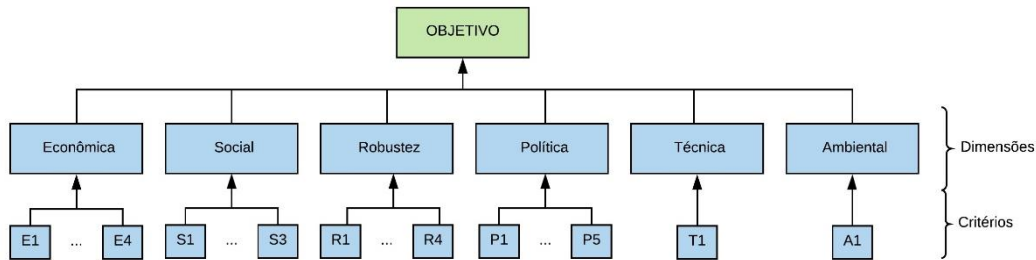 OBJETIVO
Econômica
Social
Robustez
Política
Técnica
Ambiental
Dimensões
E1
...
E4
S1
...
S3
R1
...
R4
P1
...
P5
T1
A1
Critérios